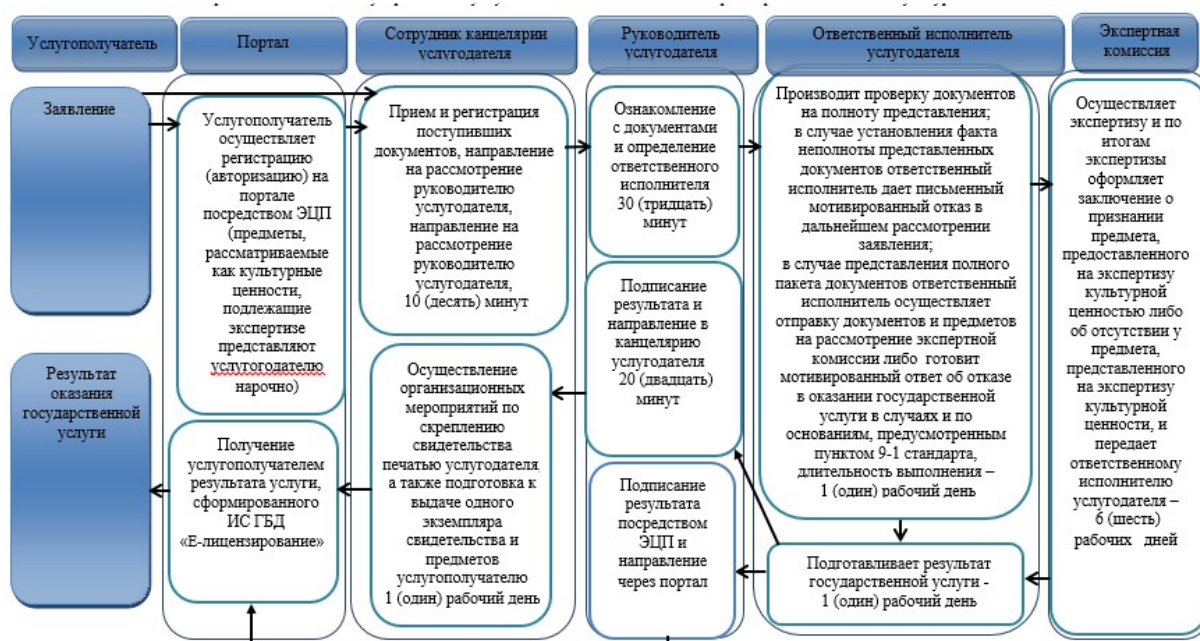 Услугополучатель
Портал
Сотрудник канцелярии
услугодателя
Руководитель
услугодателя
Ответственный исполнитель
услугодателя
Экспертная
комиссия
Заявление
Услугополучатель
осуществляет
регистрацию
(авторизацию) на
портале
посредством ЭЦП
(предметы,
рассматриваемые
как культурные
ценности,
подлежащие
экспертизе
представляют
услугогодателю
нарочно)
Прием и регистрация
поступивших
документов, направление
на рассмотрение
руководителю
услугодателя,
направление на
рассмотрение
руководителю
услугодателя,
10 (десять) минут
Ознакомление
с документами
и определение
ответственного
исполнителя
30 (тридцать)
минут
Производит проверку документов
на полноту представления;
в случае установления факта
неполноты представленных
документов ответственный
исполнитель дает письменный
мотивированный отказ в
дальнейшем рассмотрении
заявления;
в случае представления полного
пакета документов ответственный
исполнитель осуществляет
отправку документов и предметов
на рассмотрение экспертной
комиссии либо готовит
мотивированный ответ об отказе
в оказании государственной
услуги в случаях и по
основаниям, предусмотренным
пунктом 9-1 стандарта,
длительность выполнения –
1 (один) рабочий день
Осуществляет
экспертизу и по
итогам
экспертизы
оформляет
заключение о
признании
предмета,
предоставленного
на экспертизу
культурной
ценностью либо
об отсутствии у
предмета,
представленного
на экспертизу
культурной
ценности, и
передает
ответственному
исполнителю
услугодателя –
6 (шесть)
рабочих дней
Результат
оказания
государственной
услуги
Получение
услугополучателем
результата услуги,
сформированного
ИС ГБД
«Е-лицензирование»
Осуществление
организационных
мероприятий по
скреплению
свидетельства
печатью услугодателя
а также подготовка к
выдаче одного
экземпляра
свидетельства и
предметов
услугополучателю
1 (один) рабочий день
Подписание
результата и
направление в
канцелярию
услугодателя
20 (двадцать)
минут
Подписание
результата
посредством
ЭЦП и
направление
через портал
Подготавливает результат
государственной услуги -
1 (один) рабочий день